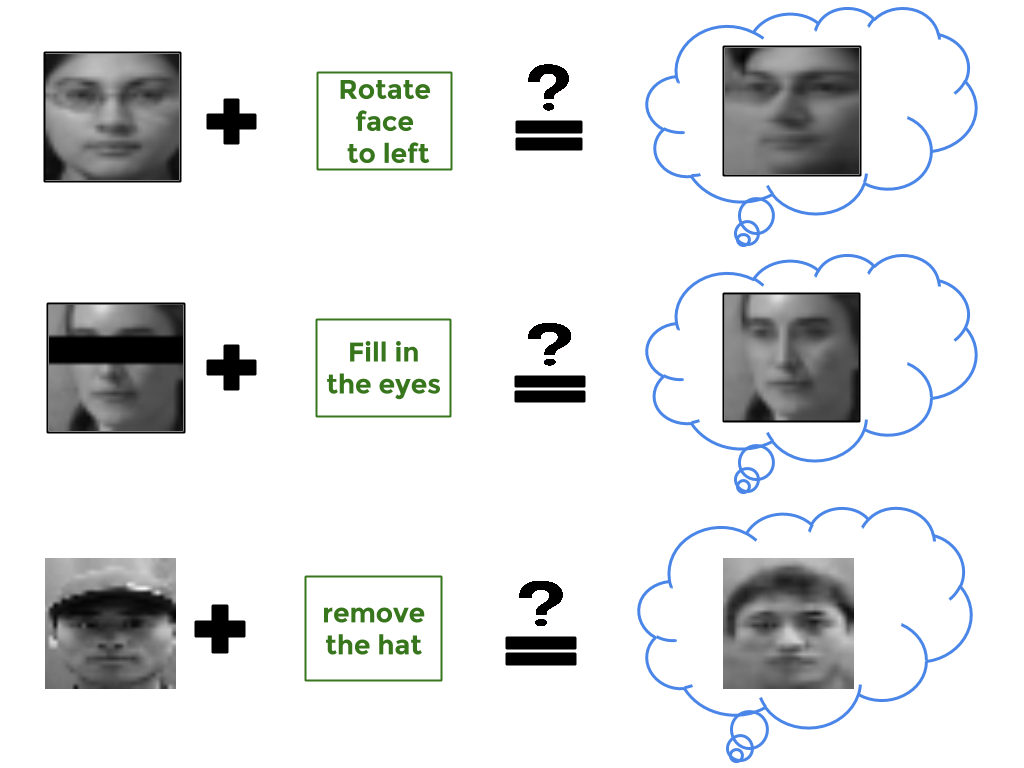 Rotate
face
to left
?
Fill in
the eyes
?
remove
the hat
?